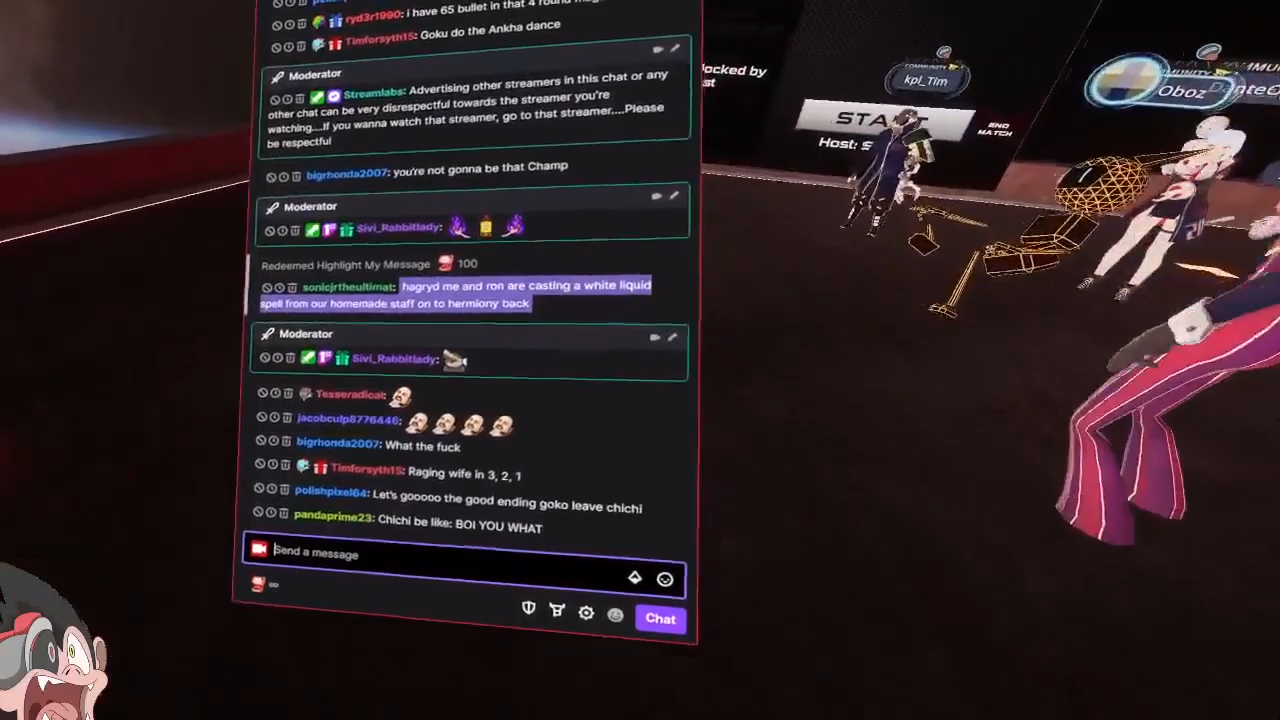 ryd3r1990: i have 65 bullet in that 4 round
Timforsyth15: Goku do the Ankha dance
Moderator
Streamlabs: Advertising other streamers in this chat or any
other chat can be very disrespectful towards the streamer you're
watching....If you wanna watch that streamer, go to that streamer....Please
be respectful
bigrhonda2007: you're not gonna be that Champ
Moderator
Sivi_Rabbitlady:
Redeemed Highlight My Message 100
sonicjrtheultimat: hagryd me and ron are casting a white liquid
spell from our homemade staff on to hermiony back
Moderator
Sivi_Rabbitlady:
Tesseradical:
jacobculp8776446:
bigrhonda2007: What the fuck
Timforsyth15: Raging wife in 3, 2, 1
polishpixel64: Let's gooooo the good ending goko leave chichi
pandaprime23: Chichi be like: BOI YOU WHAT
Send a message
∞
Chat
locked by
COMMUNITY
kpl_Tim
START
END
MATCH
Host:
Oboz